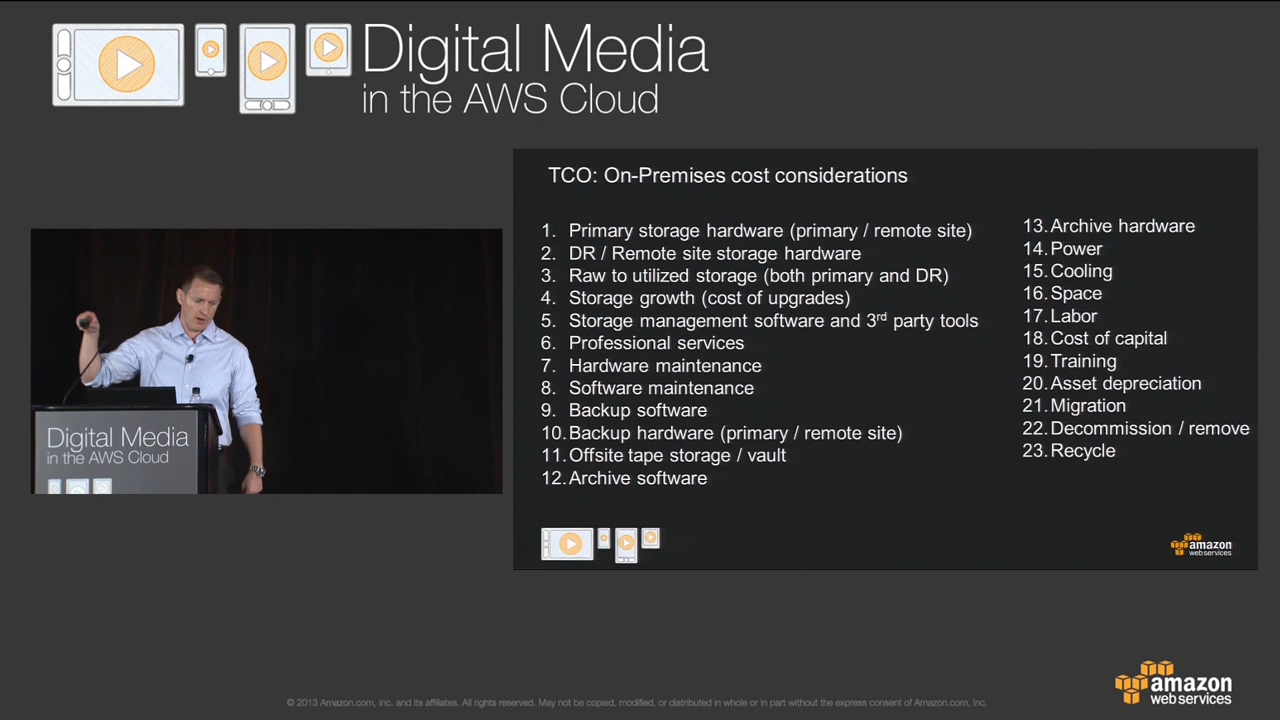 Digital Media
in the AWS Cloud
TCO: On-Premises cost considerations
1. Primary storage hardware (primary / remote site)
2. DR / Remote site storage hardware
3. Raw to utilized storage (both primary and DR)
4. Storage growth (cost of upgrades)
5. Storage management software and 3rd party tools
6. Professional services
7. Hardware maintenance
8. Software maintenance
9. Backup software
10. Backup hardware (primary / remote site)
11. Offsite tape storage / vault
12. Archive software
13. Archive hardware
14. Power
15. Cooling
16. Space
17. Labor
18. Cost of capital
19. Training
20. Asset depreciation
21. Migration
22. Decommission / remove
23. Recycle
amazon
web services
Digital Media
in the AWS Cloud
© 2013 Amazon.com, Inc. and its affiliates. All rights reserved. May not be copied, modified, or distributed in whole or in part without the express consent of Amazon.com, Inc.
amazon
web services